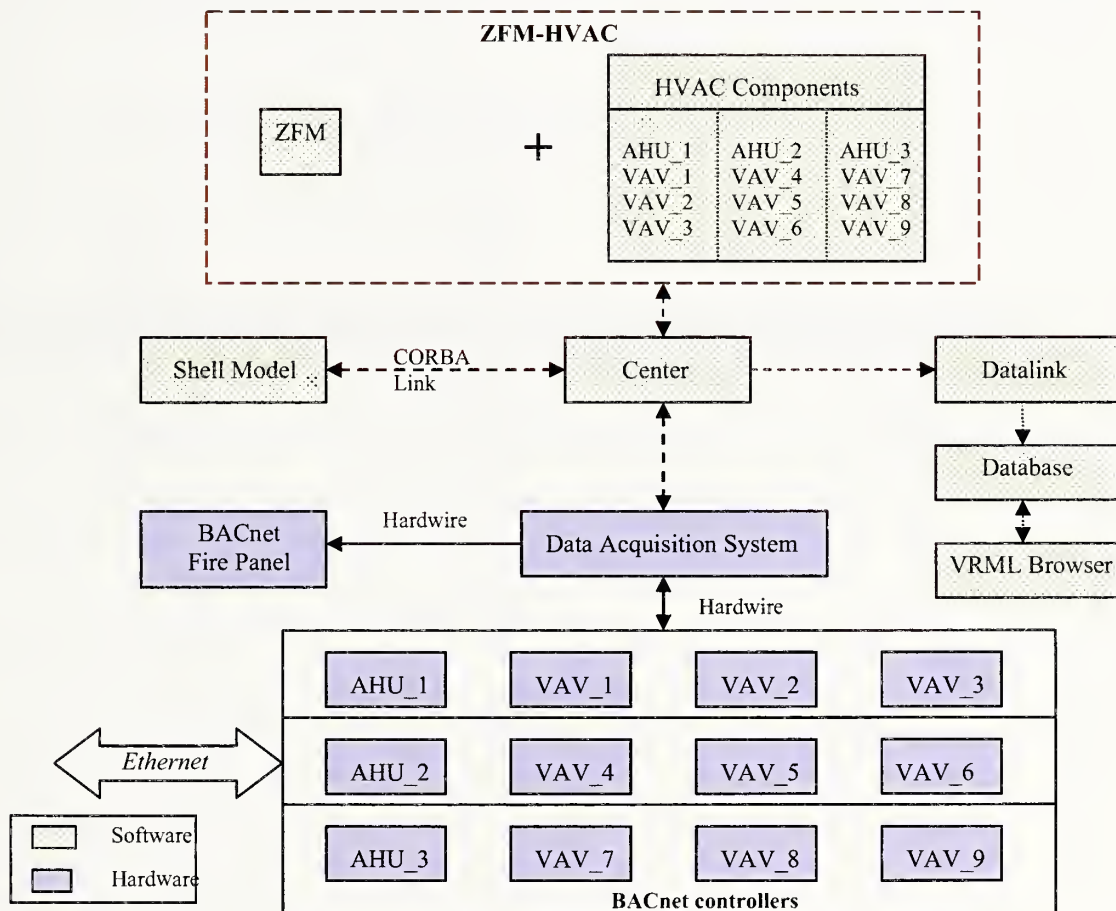 ZFM-HVAC
ZFM
+
HVAC Components
AHU_1
VAV_1
VAV_2
VAV_3
AHU_2
VAV_4
VAV_5
VAV_6
AHU_3
VAV_7
VAV_8
VAV_9
Shell Model
CORBA
Link
Center
Datalink
Database
VRML Browser
BACnet
Fire Panel
Hardwire
Data Acquisition System
Hardwire
AHU_1 VAV_1 VAV_2 VAV_3
Ethernet
AHU_2 VAV_4 VAV_5 VAV_6
AHU_3 VAV_7 VAV_8 VAV_9
BACnet controllers
Software
Hardware